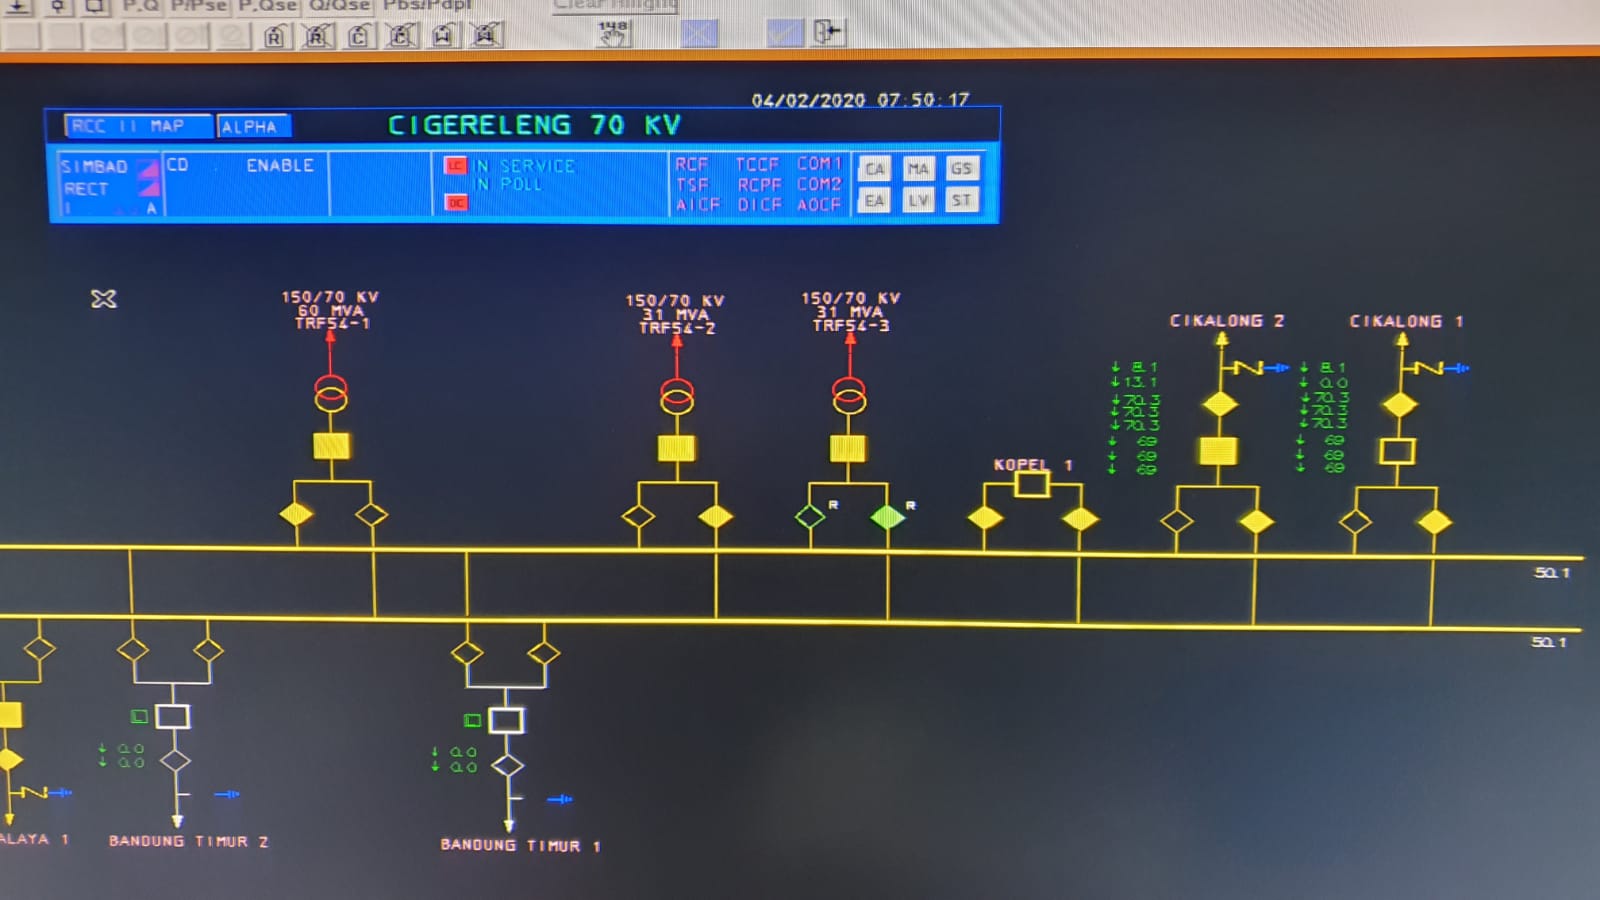 P.Q P/Pse P.Qse Q/Qse Pbs/Pdpl
R R C C W W 148
04/02/2020 07:50:17
RCC II MAP ALPHA CIGERELENG 70 KV
SIMBAD CD ENABLE LC IN SERVICE RCF TCCF COM1 CA MA GS
RECT IN POLL TSF RCPF COM2
I A DC AICF DICF AOCF EA LV ST
150/70 KV
60 MVA
TRF54-1
150/70 KV
31 MVA
TRF54-2
150/70 KV
31 MVA
TRF54-3
CIKALONG 2
CIKALONG 1
↓ 8.1
↓ 13.1
↓ 70.3
↓ 70.3
↓ 70.3
↓ 69
↓ 69
↓ 69
↓ 8.1
↓ 0.0
↓ 70.3
↓ 70.3
↓ 70.3
↓ 69
↓ 69
↓ 69
KOPEL 1
R R
50.1
50.1
L
↓ 0.0
↓ 0.0
L
↓ 0.0
↓ 0.0
ALAYA 1
BANDUNG TIMUR 2
BANDUNG TIMUR 1